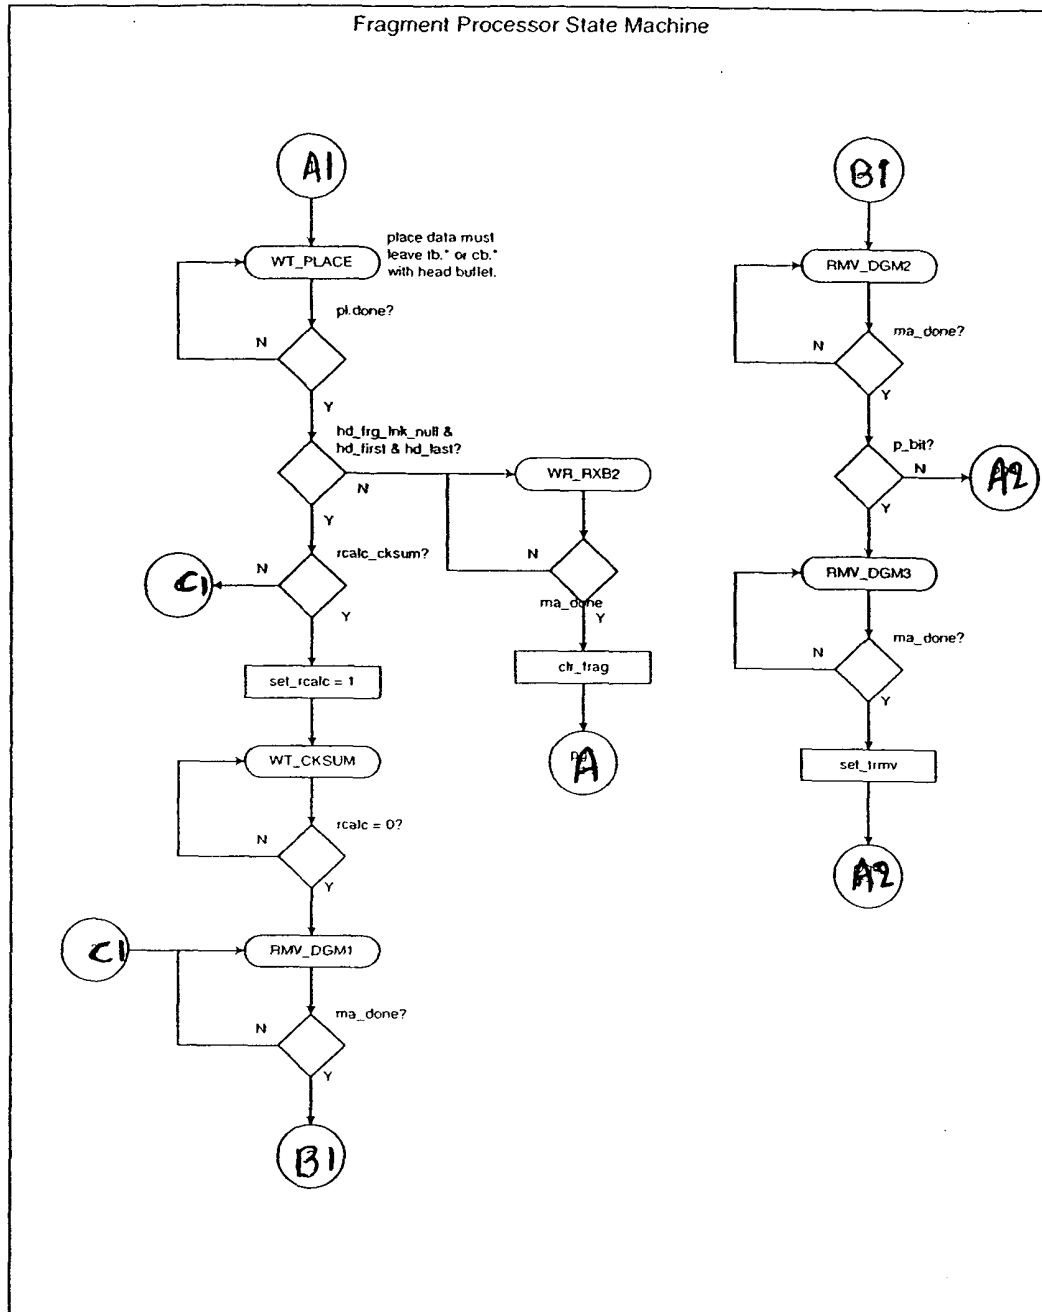 Fragment Processor State Machine
A1
WT_PLACE
place data must
leave fb.* or cb.*
with head buffer.
pl.done?
N
Y
hd_frg_lnk_null &
hd_first & hd_last?
N
Y
WR_RXB2
N
ma_done
Y
clr_frag
A
rcalc_cksum?
N
C1
Y
set_rcalc = 1
WT_CKSUM
rcalc = 0?
N
Y
C1
RMV_DGM1
ma_done?
N
Y
B1
B1
RMV_DGM2
ma_done?
N
Y
p_bit?
N
A2
Y
RMV_DGM3
ma_done?
N
Y
set_trmv
A2